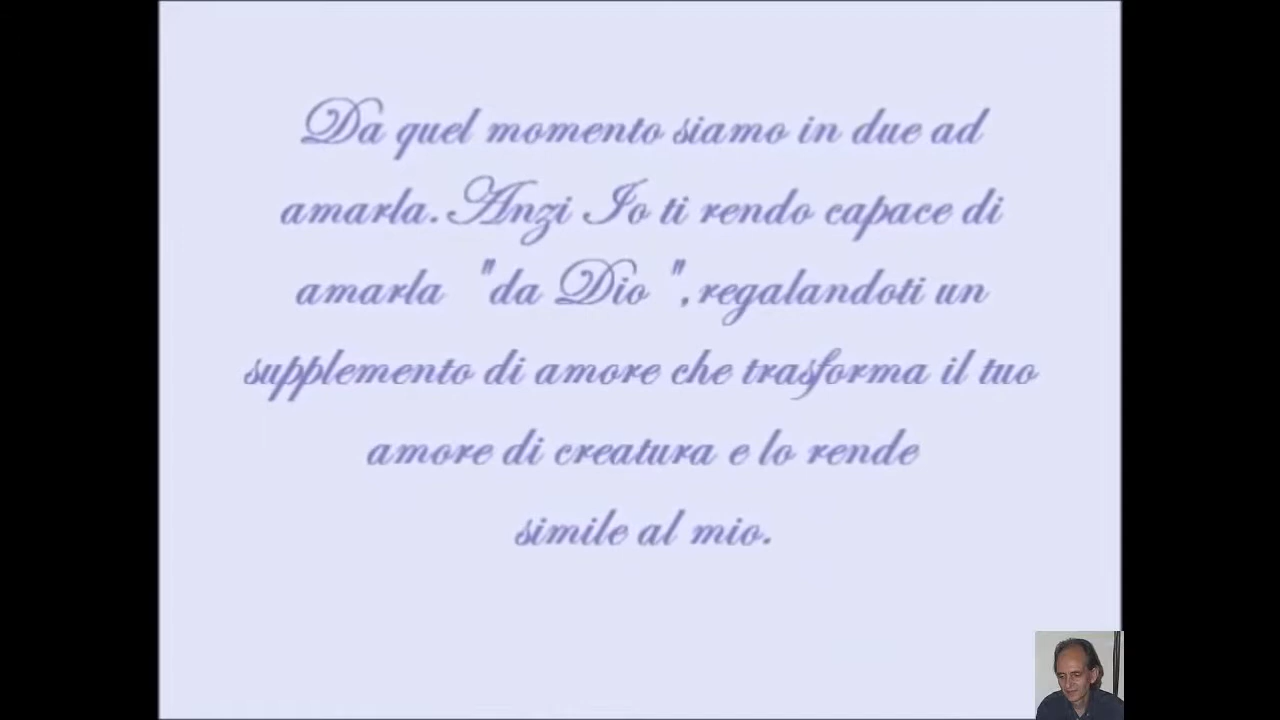 Da quel momento siamo in due ad
amarla. Anzi Io ti rendo capace di
amarla "da Dio ", regalandoti un
supplemento di amore che trasforma il tuo
amore di creatura e lo rende
simile al mio.